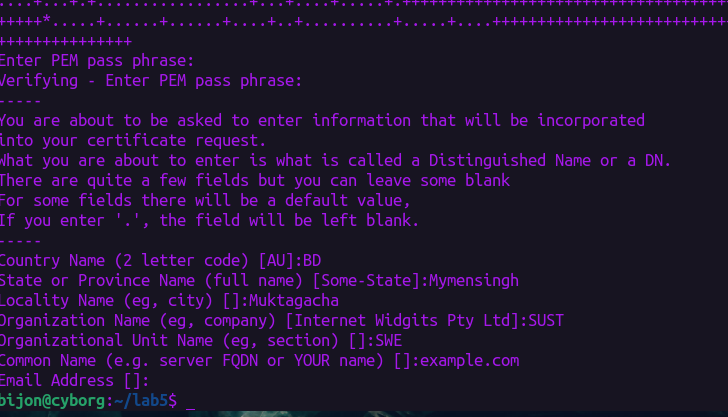 ....+...+.+.................+...+....+.....+.++++++++++++++++++++++++++++++++++++
+++++*.....+......+......+....+..+..........+.....+....++++++++++++++++++++++++++
+++++++++++++++
Enter PEM pass phrase:
Verifying - Enter PEM pass phrase:
-----
You are about to be asked to enter information that will be incorporated
into your certificate request.
What you are about to enter is what is called a Distinguished Name or a DN.
There are quite a few fields but you can leave some blank
For some fields there will be a default value,
If you enter '.', the field will be left blank.
-----
Country Name (2 letter code) [AU]:BD
State or Province Name (full name) [Some-State]:Mymensingh
Locality Name (eg, city) []:Muktagacha
Organization Name (eg, company) [Internet Widgits Pty Ltd]:SUST
Organizational Unit Name (eg, section) []:SWE
Common Name (e.g. server FQDN or YOUR name) []:example.com
Email Address []:
bijon@cyborg:~/lab5$ _